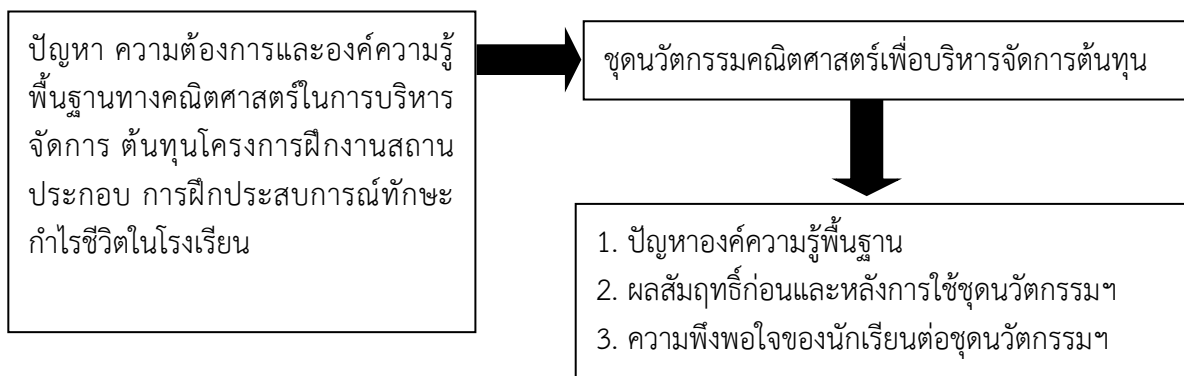 ปัญหา ความต้องการและองค์ความรู้
พื้นฐานทางคณิตศาสตร์ในการบริหาร
จัดการ ต้นทุนโครงการฝึกงานสถาน
ประกอบ การฝึกประสบการณ์ทักษะ
กำไรชีวิตในโรงเรียน
ชุดนวัตกรรมคณิตศาสตร์เพื่อบริหารจัดการต้นทุน
1. ปัญหาองค์ความรู้พื้นฐาน
2. ผลสัมฤทธิ์ก่อนและหลังการใช้ชุดนวัตกรรมฯ
3. ความพึงพอใจของนักเรียนต่อชุดนวัตกรรมฯ